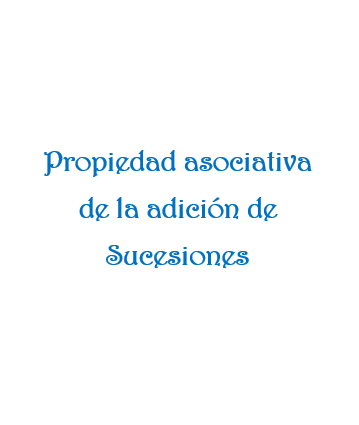 Propiedad asociativa
de la adición de
Sucesiones